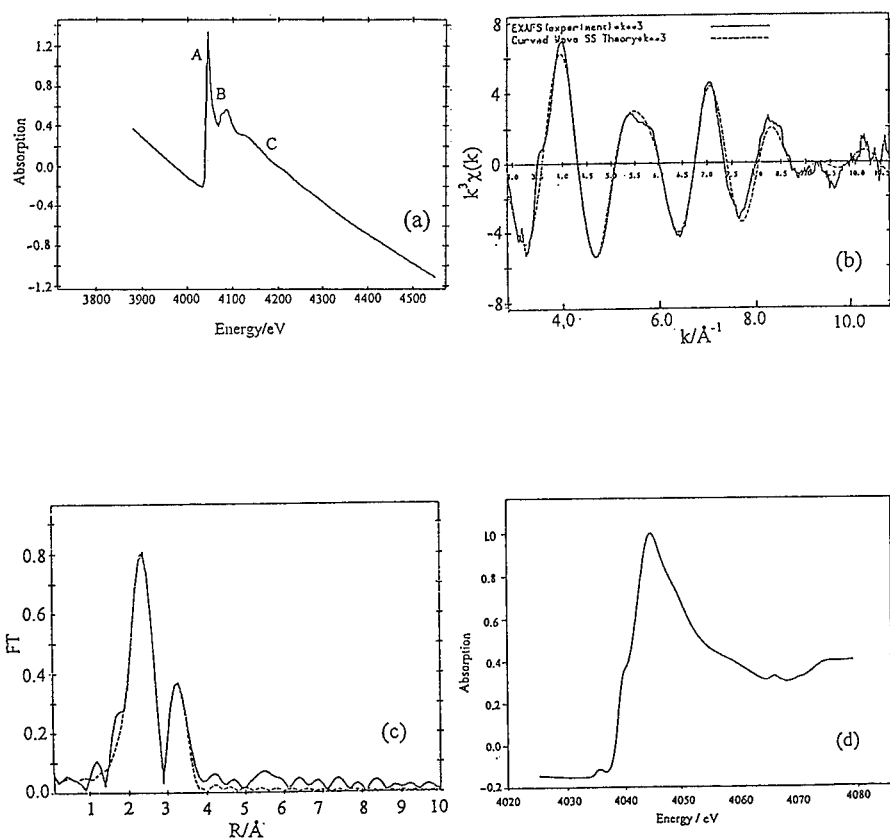 1.2
0.8
0.4
0.0
-0.4
-0.8
-1.2
Absorption
A
B
C
(a)
3800 3900 4000 4100 4200 4300 4400 4500
Energy/eV
8
4
0
-4
-8
k³χ(k)
EXAFS (experiment)*k**3
Curved Wave SS Theory*k**3
(b)
4.0 6.0 8.0 10.0
k/Å⁻¹
0.8
0.6
0.4
0.2
0.0
FT
(c)
1 2 3 4 5 6 7 8 9 10
R/Å
1.0
0.8
0.4
0.0
-0.2
Absorption
(d)
4020 4030 4040 4050 4060 4070 4080
Energy / eV